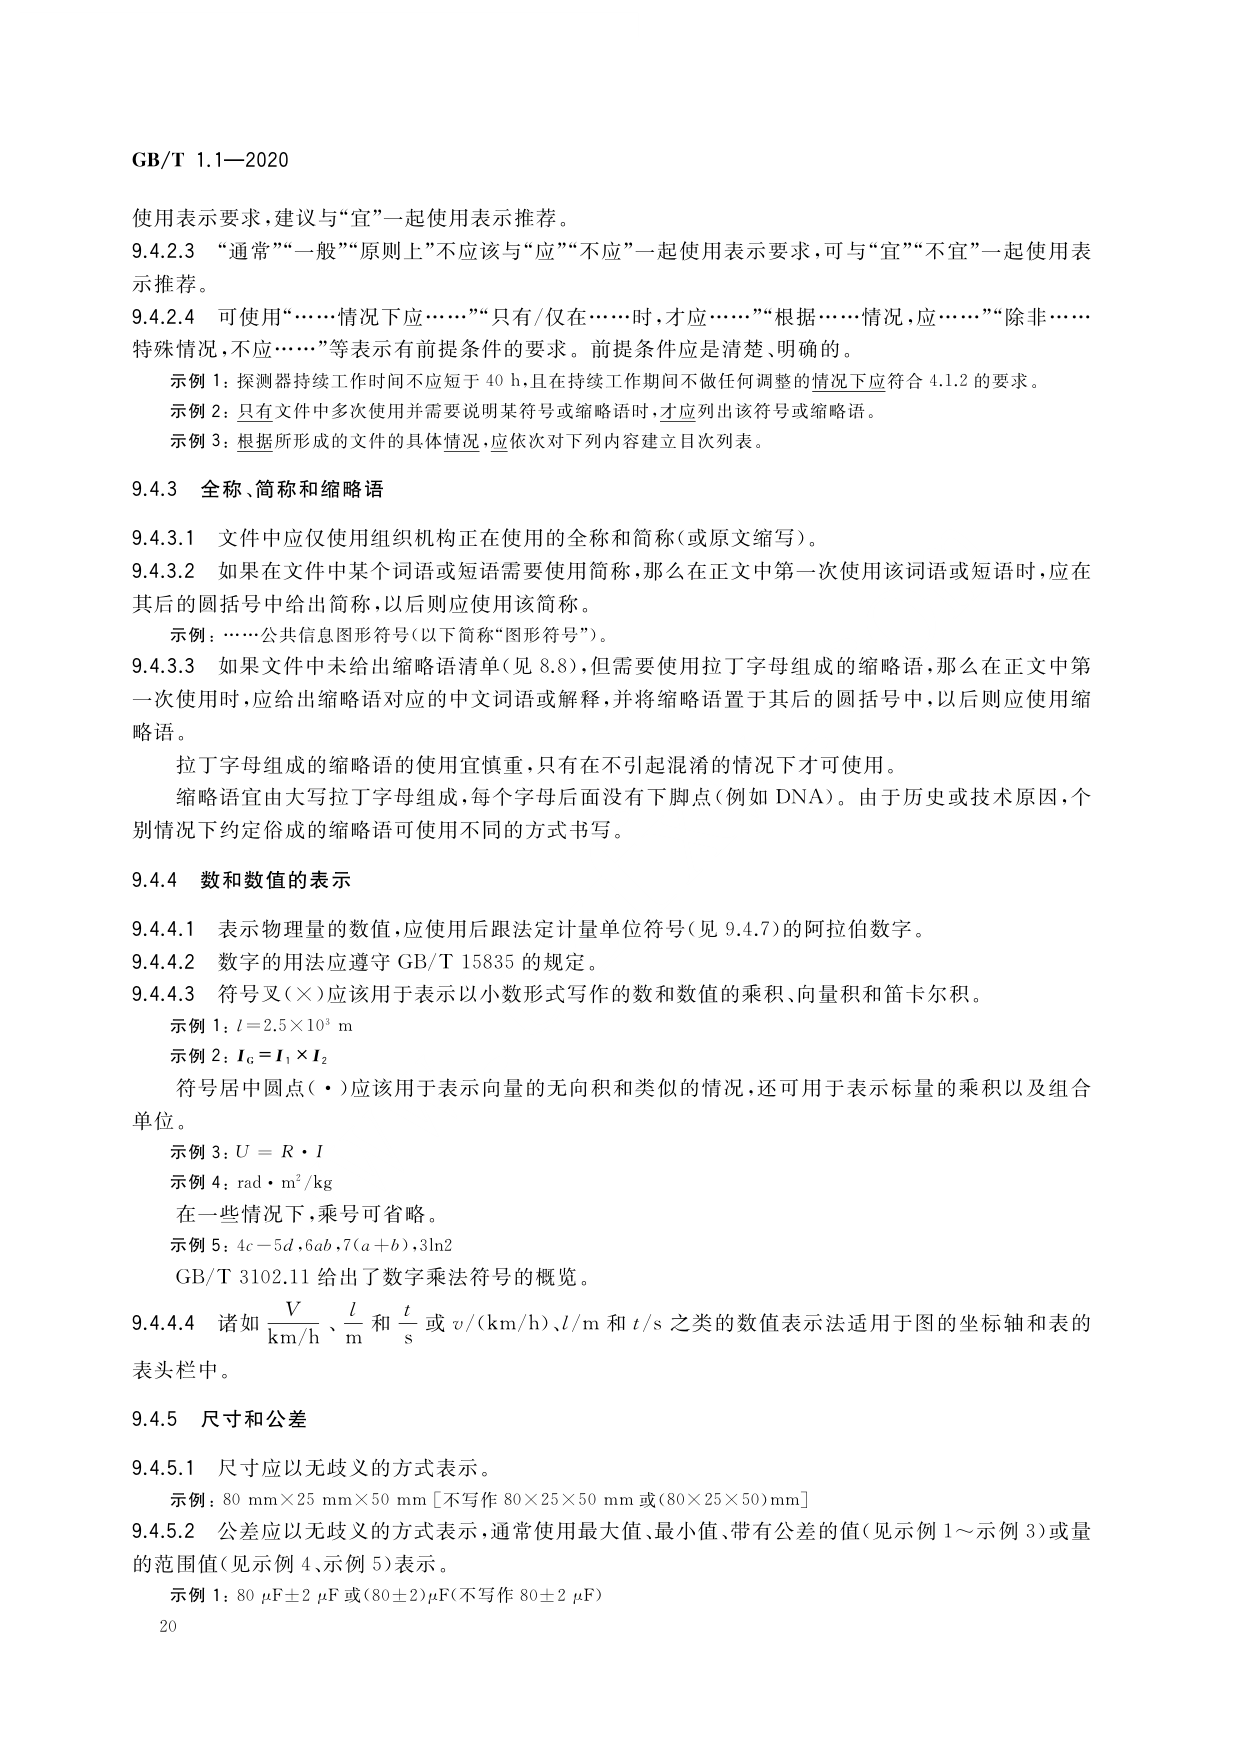 GB/T 1.1—2020
使用表示要求,建议与“宜”一起使用表示推荐。
9.4.2.3 “通常”“一般”“原则上”不应该与“应”“不应”一起使用表示要求,可与“宜”“不宜”一起使用表
示推荐。
9.4.2.4 可使用“……情况下应……”“只有/仅在……时,才应……”“根据……情况,应……”“除非……
特殊情况,不应……”等表示有前提条件的要求。前提条件应是清楚、明确的。
示例 1:探测器持续工作时间不应短于 40 h,且在持续工作期间不做任何调整的情况下应符合 4.1.2 的要求。
示例 2:只有文件中多次使用并需要说明某符号或缩略语时,才应列出该符号或缩略语。
示例 3:根据所形成的文件的具体情况,应依次对下列内容建立目次列表。
9.4.3 全称、简称和缩略语
9.4.3.1 文件中应仅使用组织机构正在使用的全称和简称(或原文缩写)。
9.4.3.2 如果在文件中某个词语或短语需要使用简称,那么在正文中第一次使用该词语或短语时,应在
其后的圆括号中给出简称,以后则应使用该简称。
示例:……公共信息图形符号(以下简称“图形符号”)。
9.4.3.3 如果文件中未给出缩略语清单(见 8.8),但需要使用拉丁字母组成的缩略语,那么在正文中第
一次使用时,应给出缩略语对应的中文词语或解释,并将缩略语置于其后的圆括号中,以后则应使用缩
略语。
拉丁字母组成的缩略语的使用宜慎重,只有在不引起混淆的情况下才可使用。
缩略语宜由大写拉丁字母组成,每个字母后面没有下脚点(例如 DNA)。由于历史或技术原因,个
别情况下约定俗成的缩略语可使用不同的方式书写。
9.4.4 数和数值的表示
9.4.4.1 表示物理量的数值,应使用后跟法定计量单位符号(见 9.4.7)的阿拉伯数字。
9.4.4.2 数字的用法应遵守 GB/T 15835 的规定。
9.4.4.3 符号叉(×)应该用于表示以小数形式写作的数和数值的乘积、向量积和笛卡尔积。
示例 1:l=2.5×10³ m
示例 2:I_G=I₁×I₂
符号居中圆点(·)应该用于表示向量的无向积和类似的情况,还可用于表示标量的乘积以及组合
单位。
示例 3:U = R·I
示例 4:rad·m²/kg
在一些情况下,乘号可省略。
示例 5:4c−5d,6ab,7(a+b),3ln2
GB/T 3102.11 给出了数字乘法符号的概览。
9.4.4.4 诸如 V/(km/h)、l/m 和 t/s 或 v/(km/h)、l/m 和 t/s 之类的数值表示法适用于图的坐标轴和表的
表头栏中。
9.4.5 尺寸和公差
9.4.5.1 尺寸应以无歧义的方式表示。
示例:80 mm×25 mm×50 mm [不写作 80×25×50 mm 或(80×25×50)mm]
9.4.5.2 公差应以无歧义的方式表示,通常使用最大值、最小值、带有公差的值(见示例 1～示例 3)或量
的范围值(见示例 4、示例 5)表示。
示例 1:80 μF±2 μF 或(80±2)μF(不写作 80±2 μF)
20